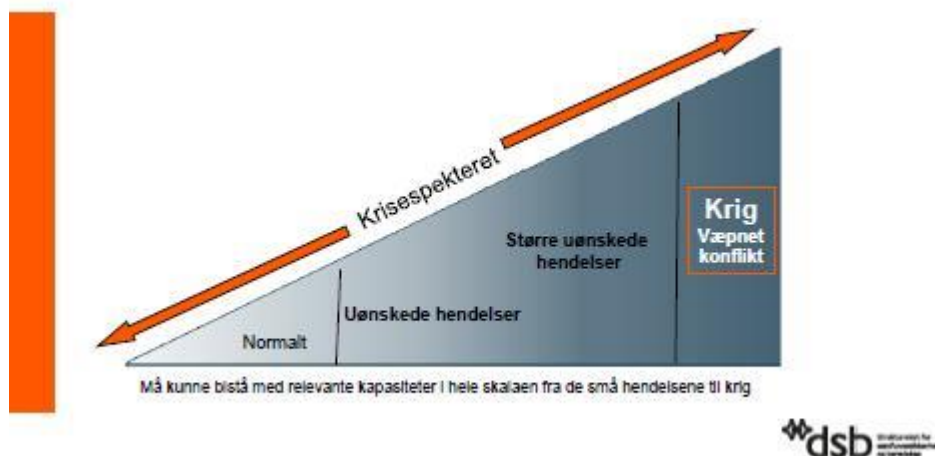 Krisespekteret
Krig
Væpnet
konflikt
Större uønskede
hendelser
Uønskede hendelser
Normalt
Må kunne bistå med relevante kapasiteter i hele skalaen fra de små hendelsene til krig
dsb